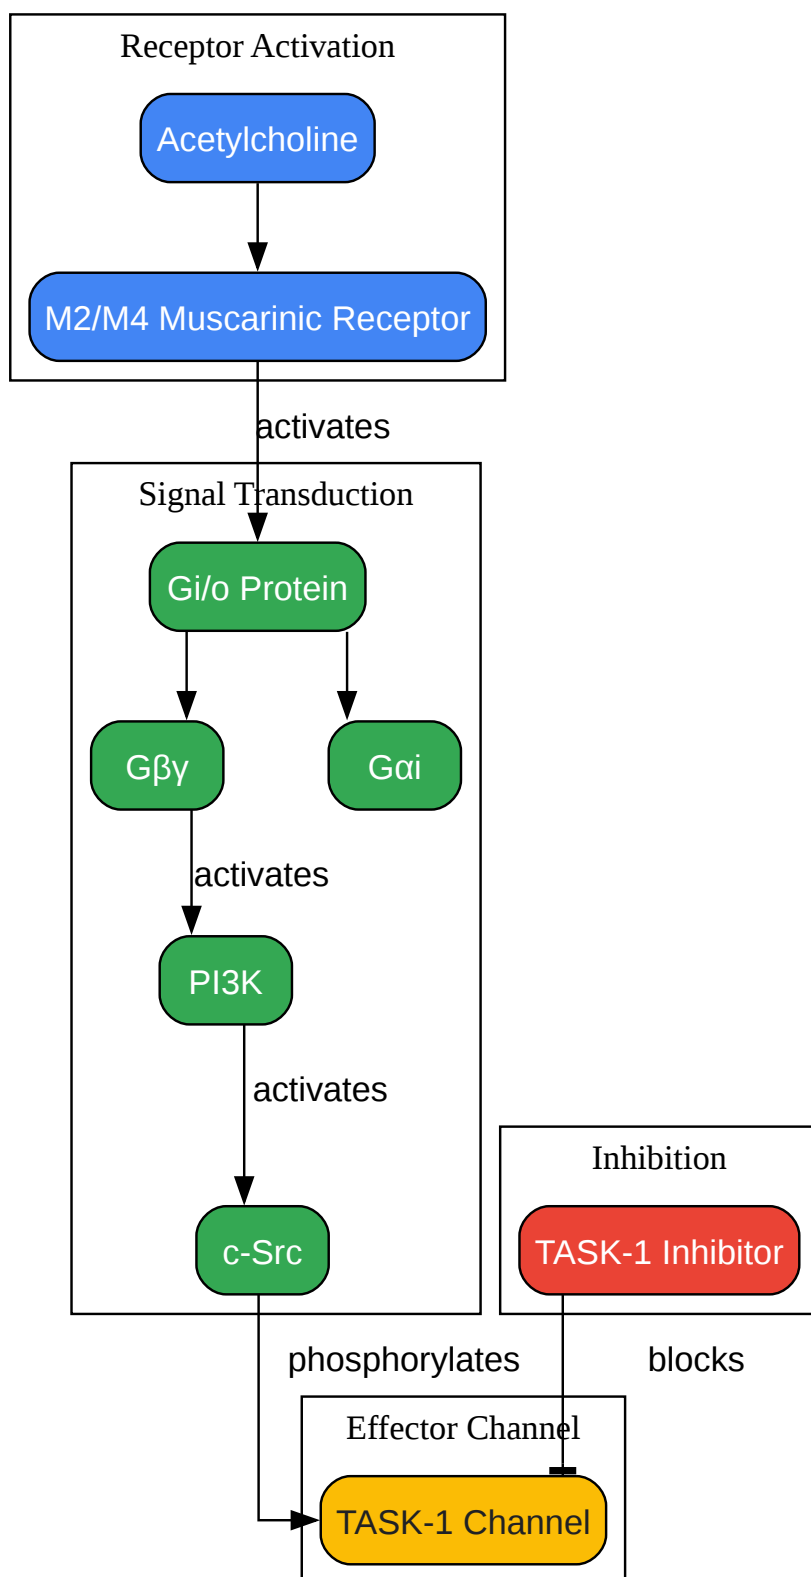 Receptor Activation
Acetylcholine
M2/M4 Muscarinic Receptor
activates
Signal Transduction
Gi/o Protein
Gβγ
Gαi
activates
PI3K
activates
Inhibition
c-Src
TASK-1 Inhibitor
phosphorylates
blocks
Effector Channel
TASK-1 Channel